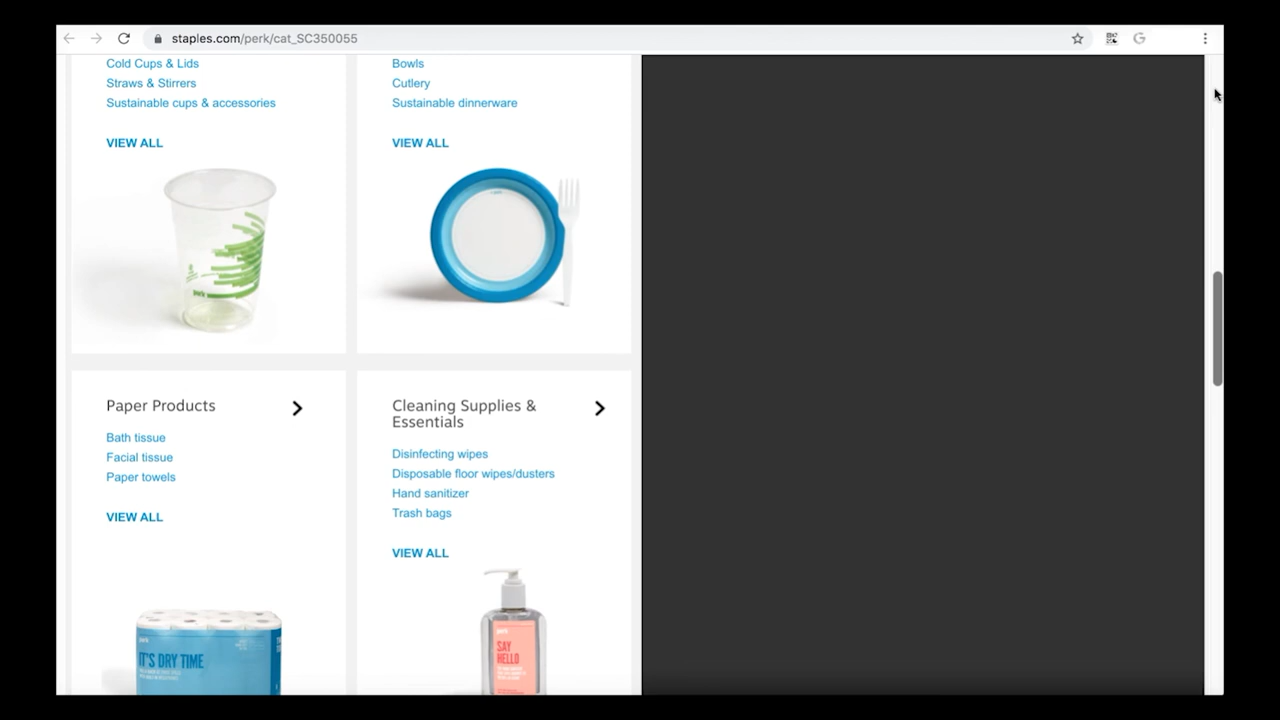 staples.com/perk/cat_SC350055
Cold Cups & Lids
Straws & Stirrers
Sustainable cups & accessories
VIEW ALL
Bowls
Cutlery
Sustainable dinnerware
VIEW ALL
Paper Products
Bath tissue
Facial tissue
Paper towels
VIEW ALL
IT'S DRY TIME
Cleaning Supplies &
Essentials
Disinfecting wipes
Disposable floor wipes/dusters
Hand sanitizer
Trash bags
VIEW ALL
SAY
HELLO